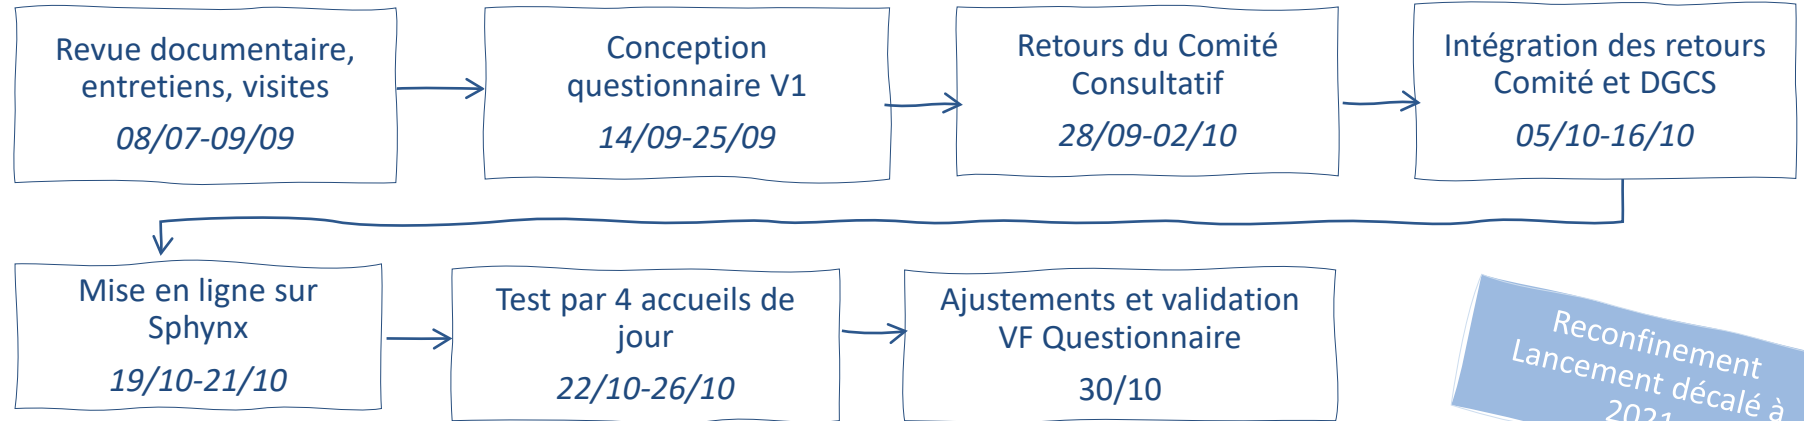 Revue documentaire,
entretiens, visites
08/07-09/09
Conception
questionnaire V1
14/09-25/09
Retours du Comité
Consultatif
28/09-02/10
Intégration des retours
Comité et DGCS
05/10-16/10
Mise en ligne sur
Sphynx
19/10-21/10
Test par 4 accueils de
jour
22/10-26/10
Ajustements et validation
VF Questionnaire
30/10
Reconfinement
Lancement décalé à
2021